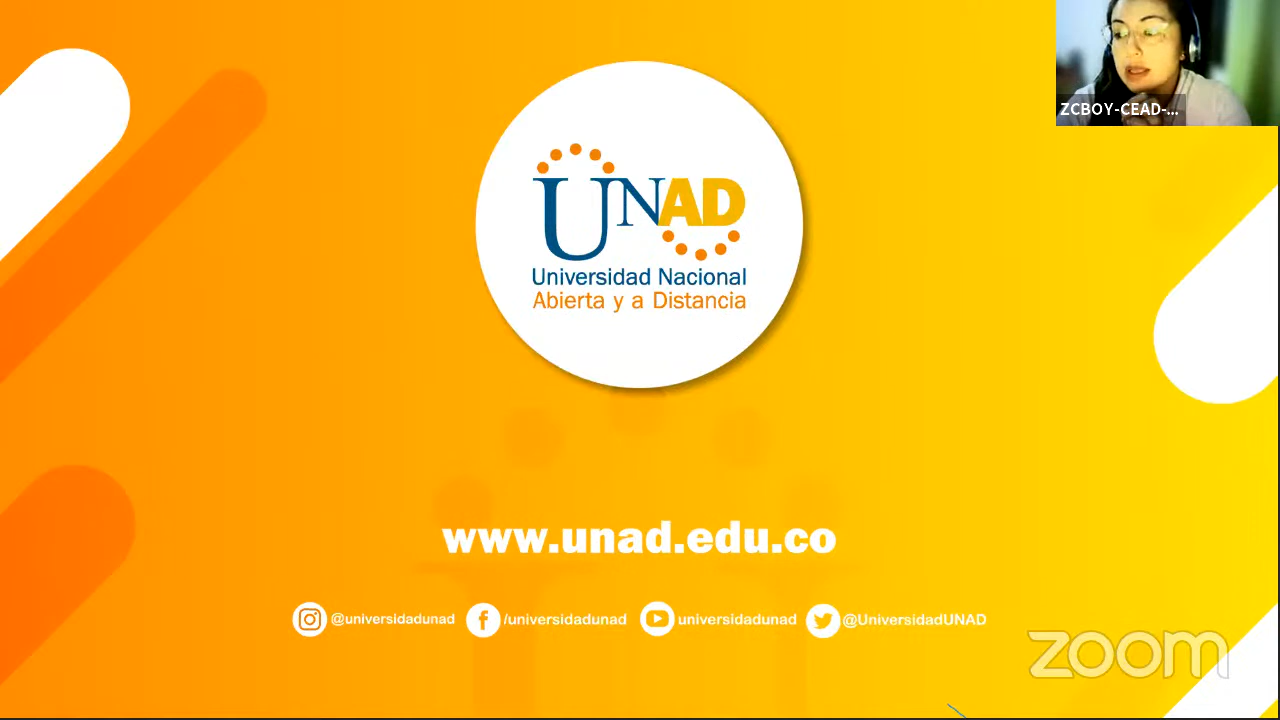 ZCBOY-CEAD-...
UNAD
Universidad Nacional
Abierta y a Distancia
www.unad.edu.co
@universidadunad /universidadunad universidadunad @UniversidadUNAD
zoom